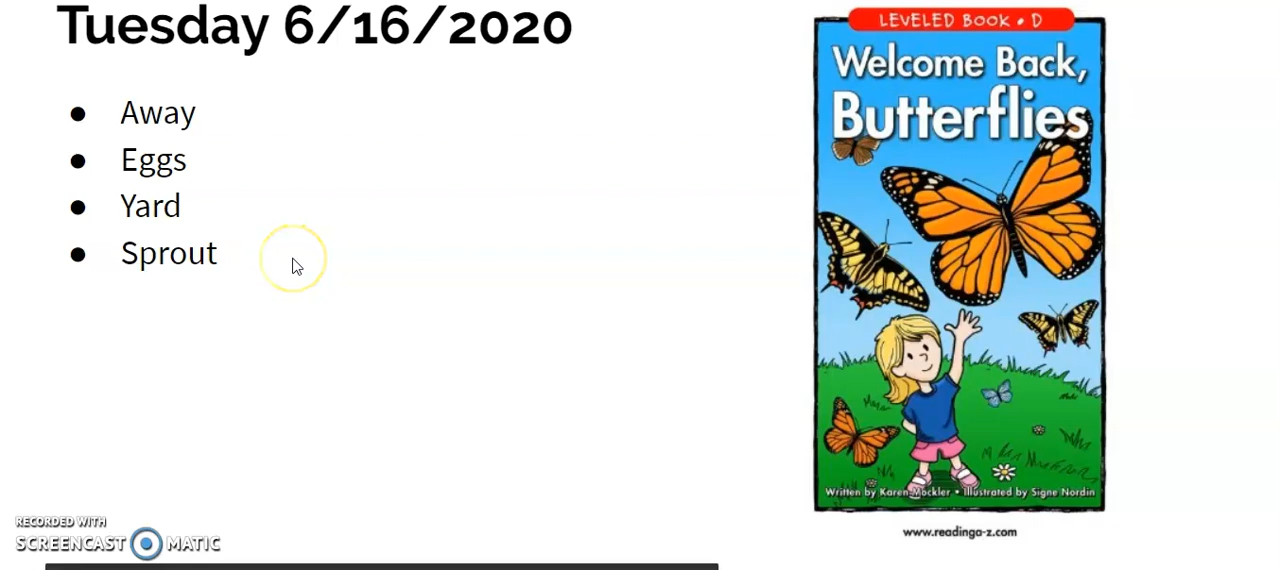 Tuesday 6/16/2020
● Away
● Eggs
● Yard
● Sprout
LEVELED BOOK • D
Welcome Back,
Butterflies
Written by Karen Mockler • Illustrated by Signe Nordin
www.readinga-z.com
RECORDED WITH
SCREENCAST MATIC